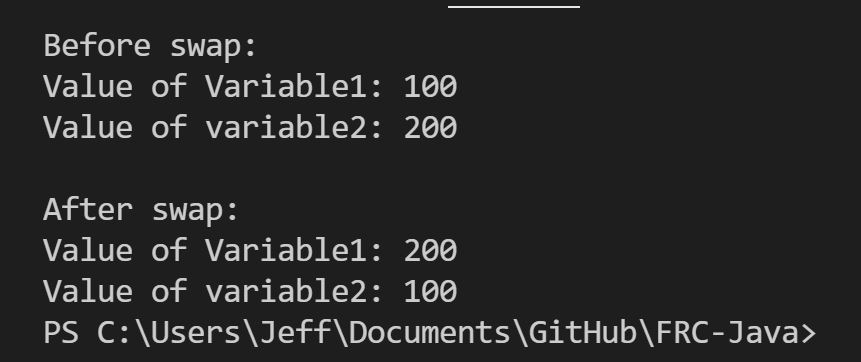 Before swap:
Value of Variable1: 100
Value of variable2: 200
After swap:
Value of Variable1: 200
Value of variable2: 100
PS C:\Users\Jeff\Documents\GitHub\FRC-Java>